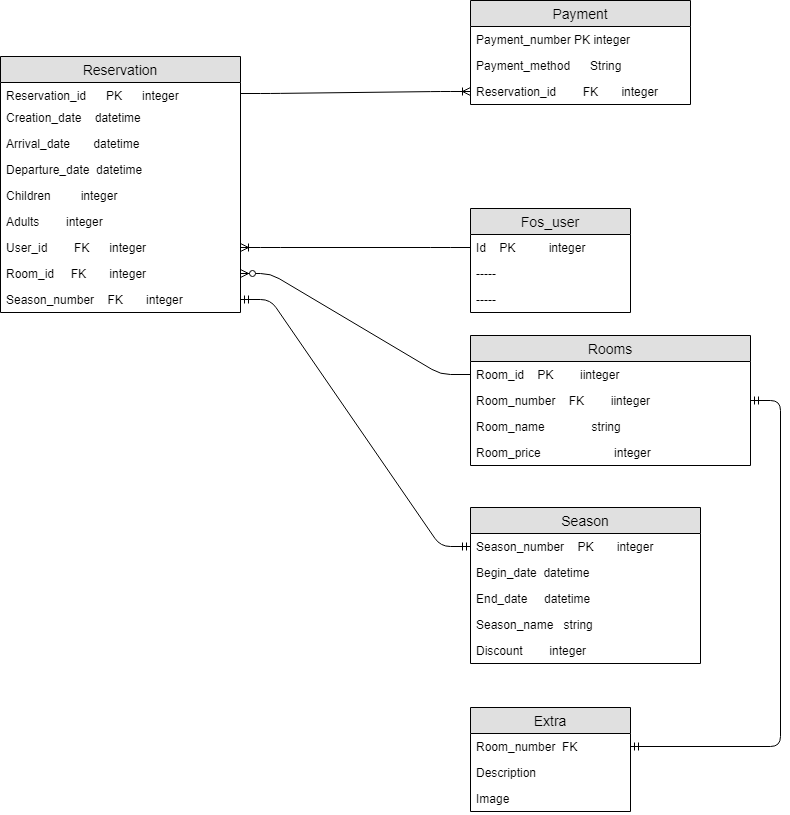 Payment
Payment_number PK integer
Payment_method String
Reservation_id FK integer
Reservation
Reservation_id PK integer
Creation_date datetime
Arrival_date datetime
Departure_date datetime
Children integer
Adults integer
User_id FK integer
Room_id FK integer
Season_number FK integer
Fos_user
Id PK integer
-----
-----
Rooms
Room_id PK iinteger
Room_number FK iinteger
Room_name string
Room_price integer
Season
Season_number PK integer
Begin_date datetime
End_date datetime
Season_name string
Discount integer
Extra
Room_number FK
Description
Image